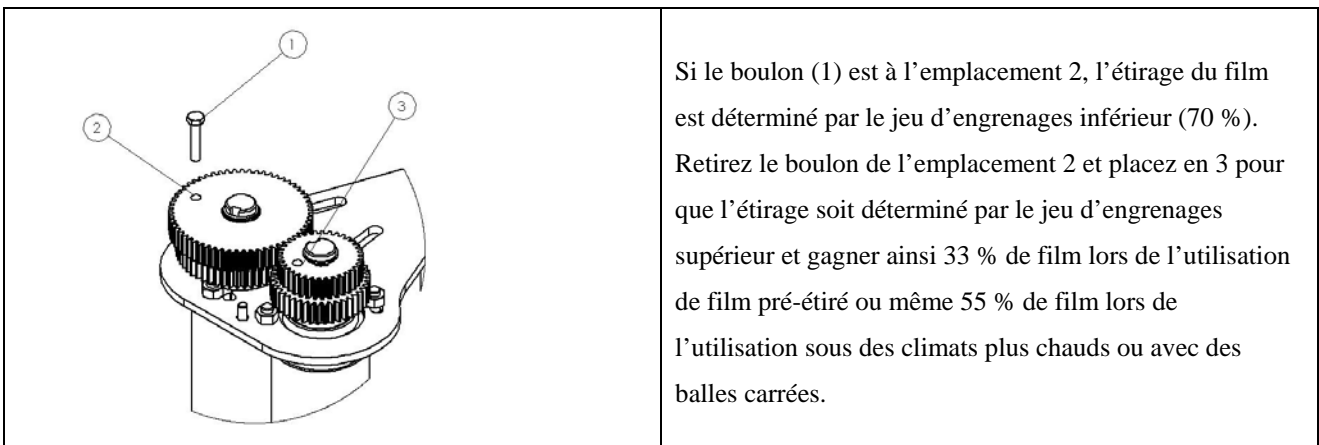 1
2
3
Si le boulon (1) est à l’emplacement 2, l’étirage du film
est déterminé par le jeu d’engrenages inférieur (70 %).
Retirez le boulon de l’emplacement 2 et placez en 3 pour
que l’étirage soit déterminé par le jeu d’engrenages
supérieur et gagner ainsi 33 % de film lors de l’utilisation
de film pré-étiré ou même 55 % de film lors de
l’utilisation sous des climats plus chauds ou avec des
balles carrées.